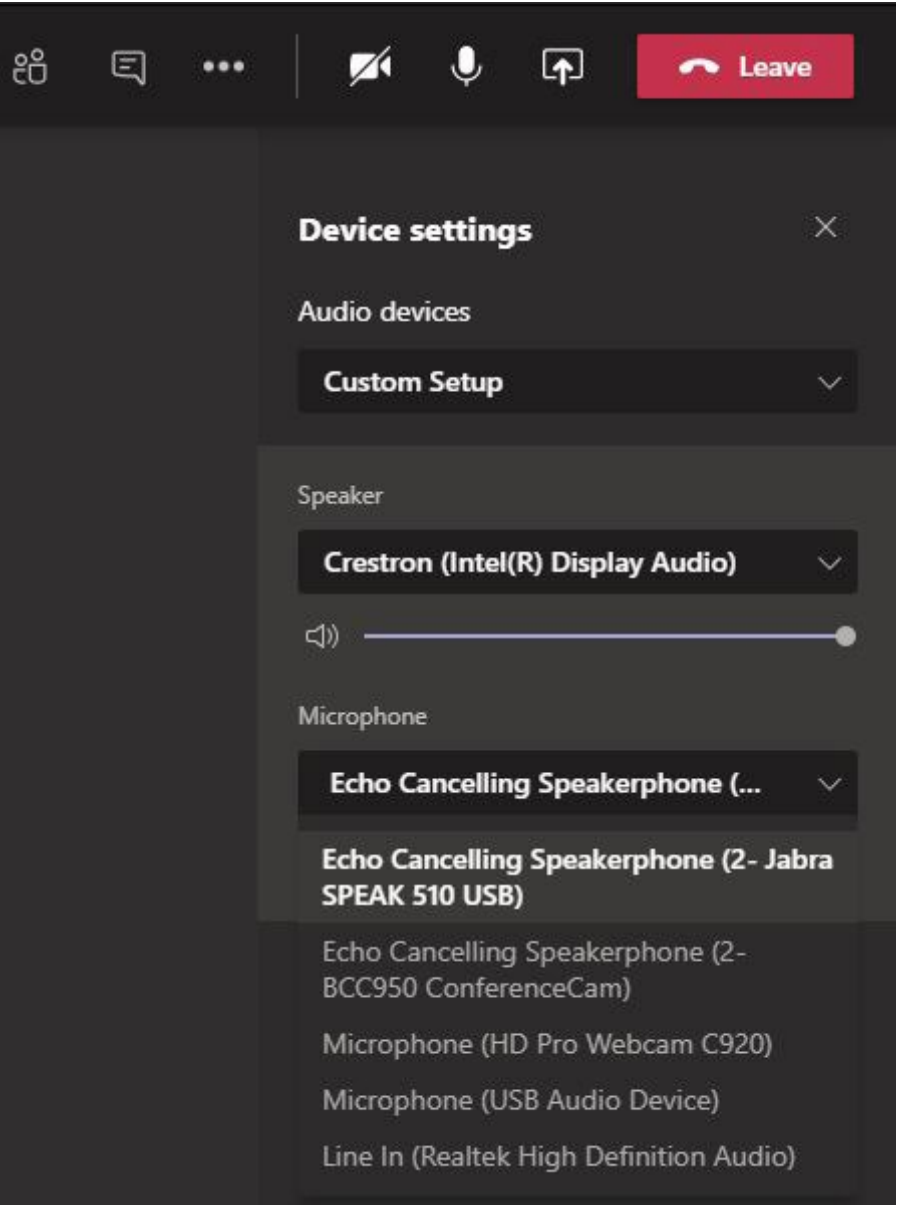 Leave
Device settings
Audio devices
Custom Setup
Speaker
Crestron (Intel(R) Display Audio)
Microphone
Echo Cancelling Speakerphone (...
Echo Cancelling Speakerphone (2- Jabra
SPEAK 510 USB)
Echo Cancelling Speakerphone (2-
BCC950 ConferenceCam)
Microphone (HD Pro Webcam C920)
Microphone (USB Audio Device)
Line In (Realtek High Definition Audio)